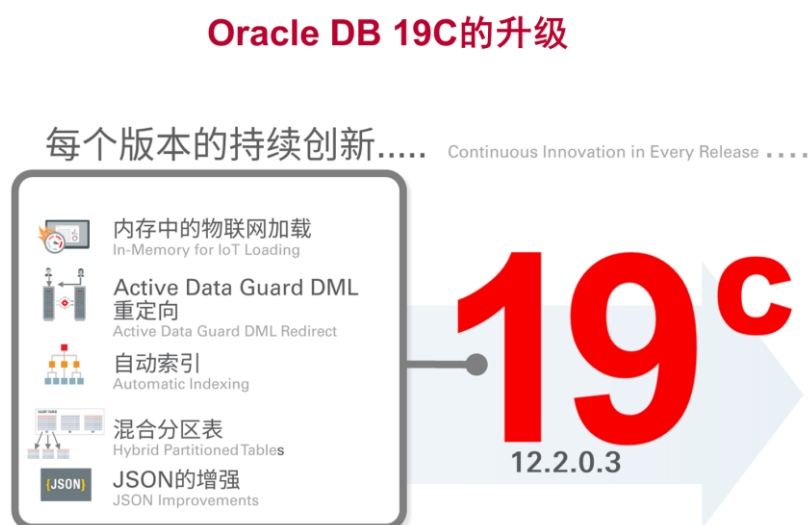 Oracle DB 19C的升级
每个版本的持续创新..... Continuous Innovation in Every Release ....
内存中的物联网加载
In-Memory for IoT Loading
Active Data Guard DML
重定向
Active Data Guard DML Redirect
自动索引
Automatic Indexing
混合分区表
Hybrid Partitioned Tables
{JSON}
JSON的增强
JSON Improvements
19c
12.2.0.3